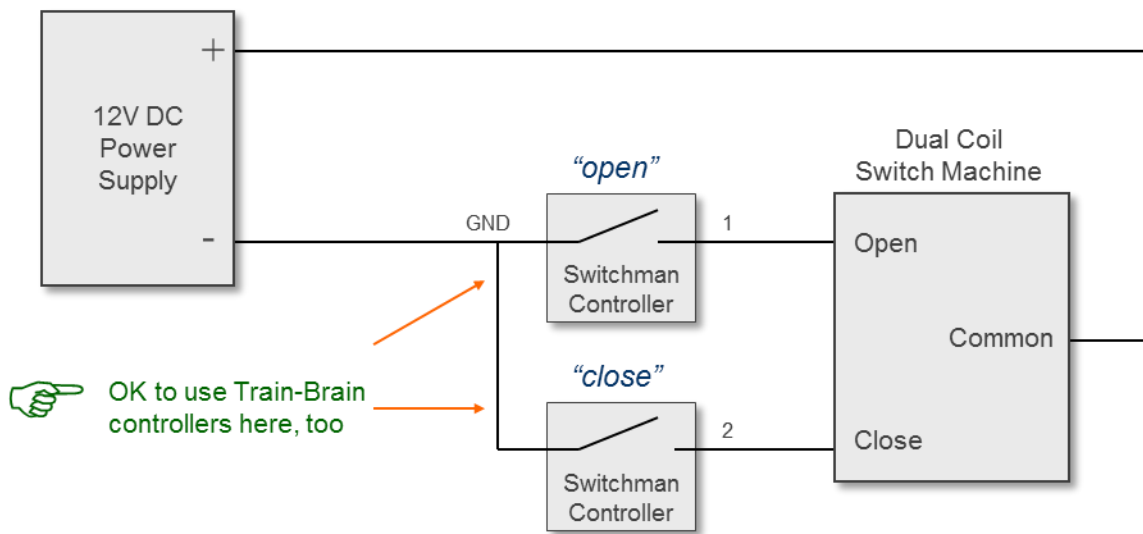 +
12V DC
Power
Supply
-
Dual Coil
Switch Machine
“open”
GND
1
Open
Switchman
Controller
Common
OK to use Train-Brain
controllers here, too
“close”
2
Close
Switchman
Controller